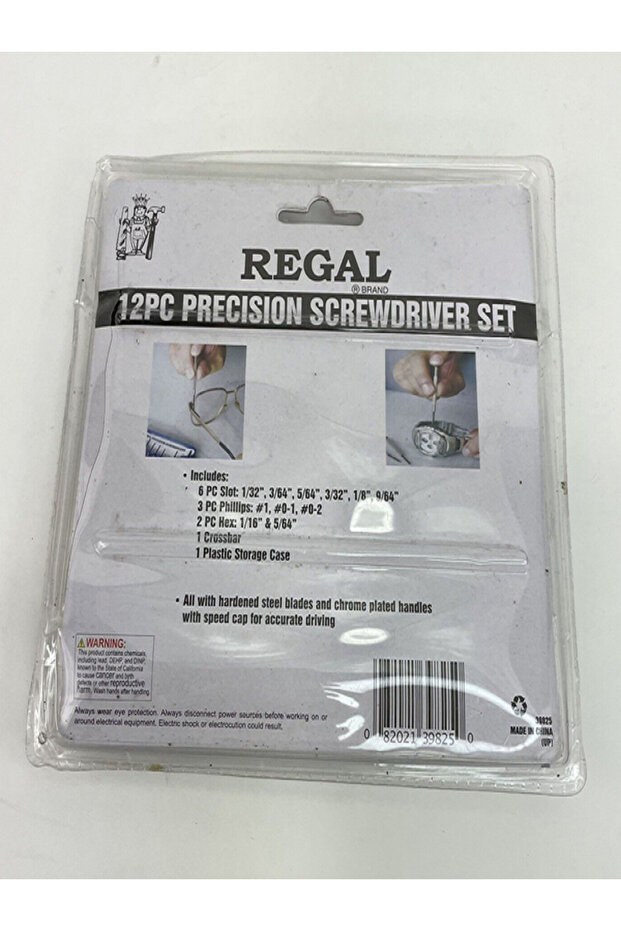 REGAL
® BRAND
12PC PRECISION SCREWDRIVER SET
• Includes:
6 PC Slot: 1/32", 3/64", 5/64", 3/32", 1/8", 9/64"
3 PC Phillips: #1, #0-1, #0-2
2 PC Hex: 1/16" & 5/64"
1 Crossbar
1 Plastic Storage Case
• All with hardened steel blades and chrome plated handles
with speed cap for accurate driving
⚠WARNING:
This product contains chemicals,
including lead, DEHP, and DINP,
known to the State of California
to cause cancer and birth
defects or other reproductive
harm. Wash hands after handling.
Always wear eye protection. Always disconnect power sources before working on or
around electrical equipment. Electric shock or electrocution could result.
0 82021 39825 0
39825
MADE IN CHINA
(UP)